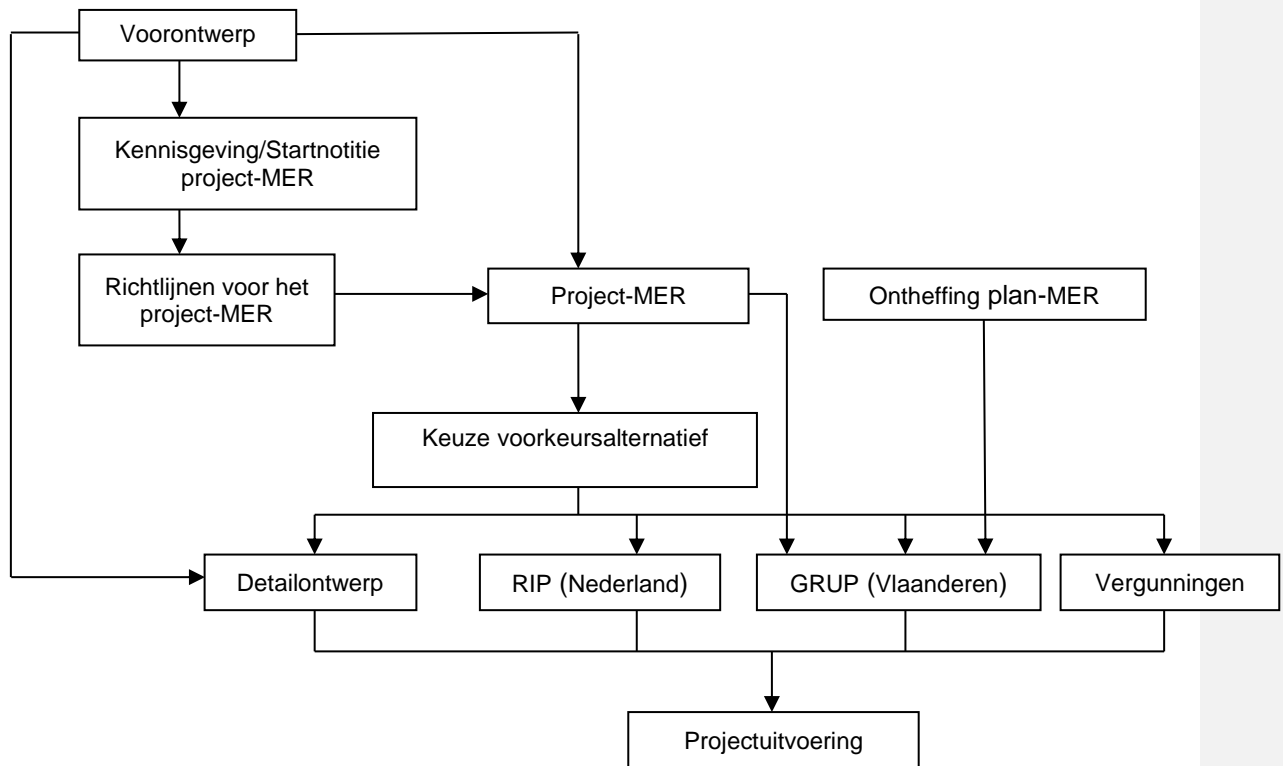 Voorontwerp
Kennisgeving/Startnotitie
project-MER
Richtlijnen voor het
project-MER
Project-MER
Ontheffing plan-MER
Keuze voorkeursalternatief
Detailontwerp
RIP (Nederland)
GRUP (Vlaanderen)
Vergunningen
Projectuitvoering